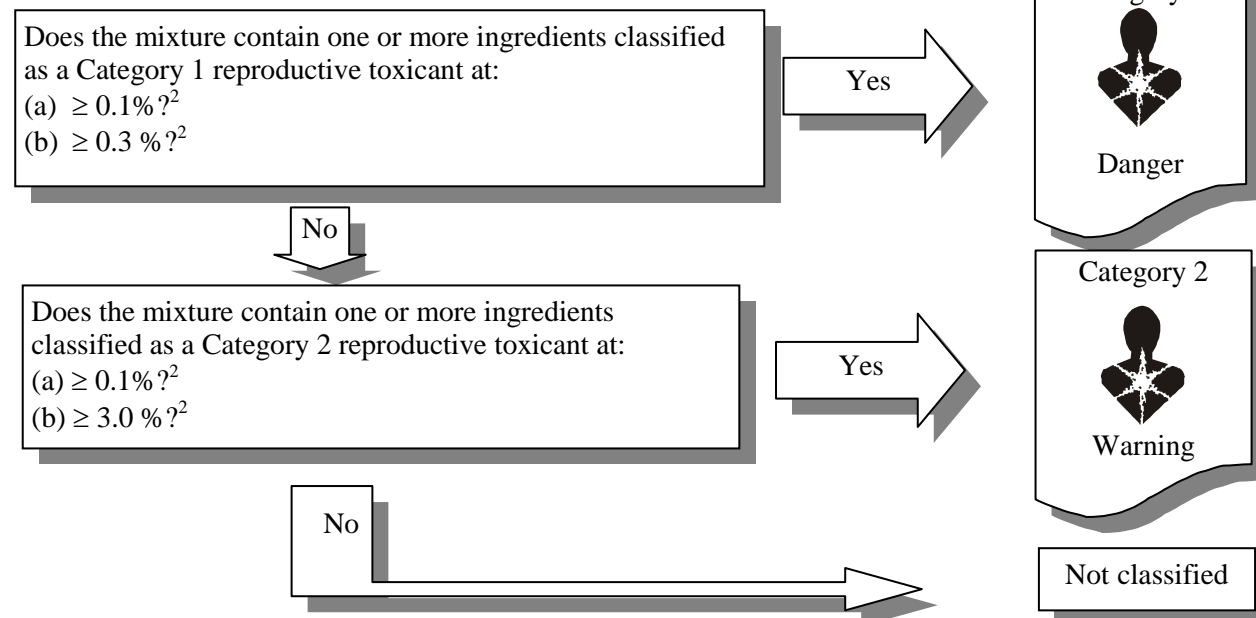 Does the mixture contain one or more ingredients classified
as a Category 1 reproductive toxicant at:
(a) ≥ 0.1%?²
(b) ≥ 0.3 %?²
Yes
Danger
No
Category 2
Does the mixture contain one or more ingredients
classified as a Category 2 reproductive toxicant at:
(a) ≥ 0.1%?²
(b) ≥ 3.0 %?²
Yes
Warning
No
Not classified